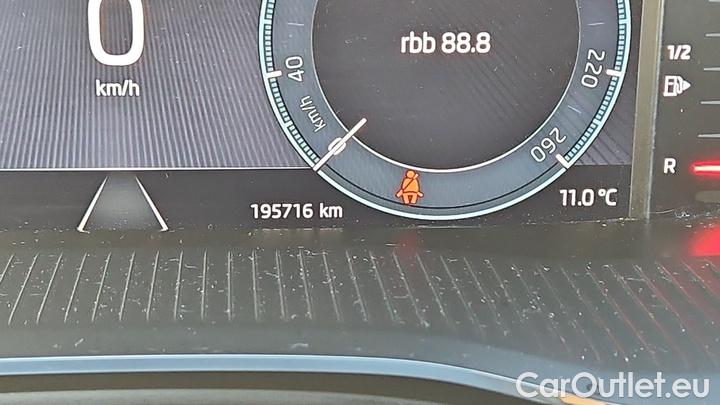 0
km/h
rbb 88.8
40
km/h
0
220
260
1/2
R
195716 km
11.0 °C
CarOutlet.eu